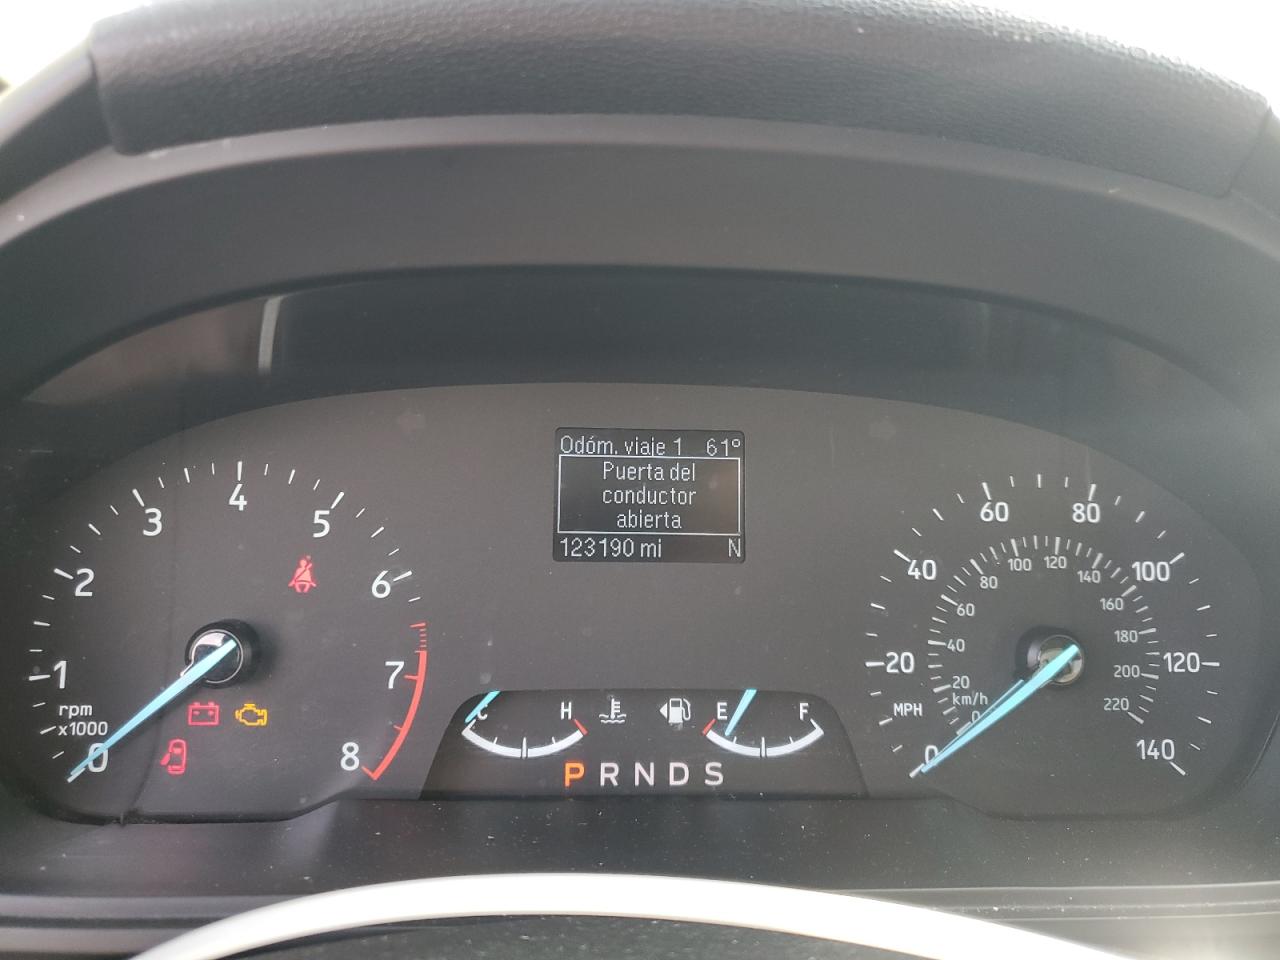 Odóm. viaje 1 61°
Puerta del
conductor
abierta
123190 mi N
0 1 2 3 4 5 6 7 8
rpm
x1000
C H
E F
P R N D S
0 20 40 60 80 100 120 140
MPH
0 20 40 60 80 100 120 140 160 180 200 220
km/h